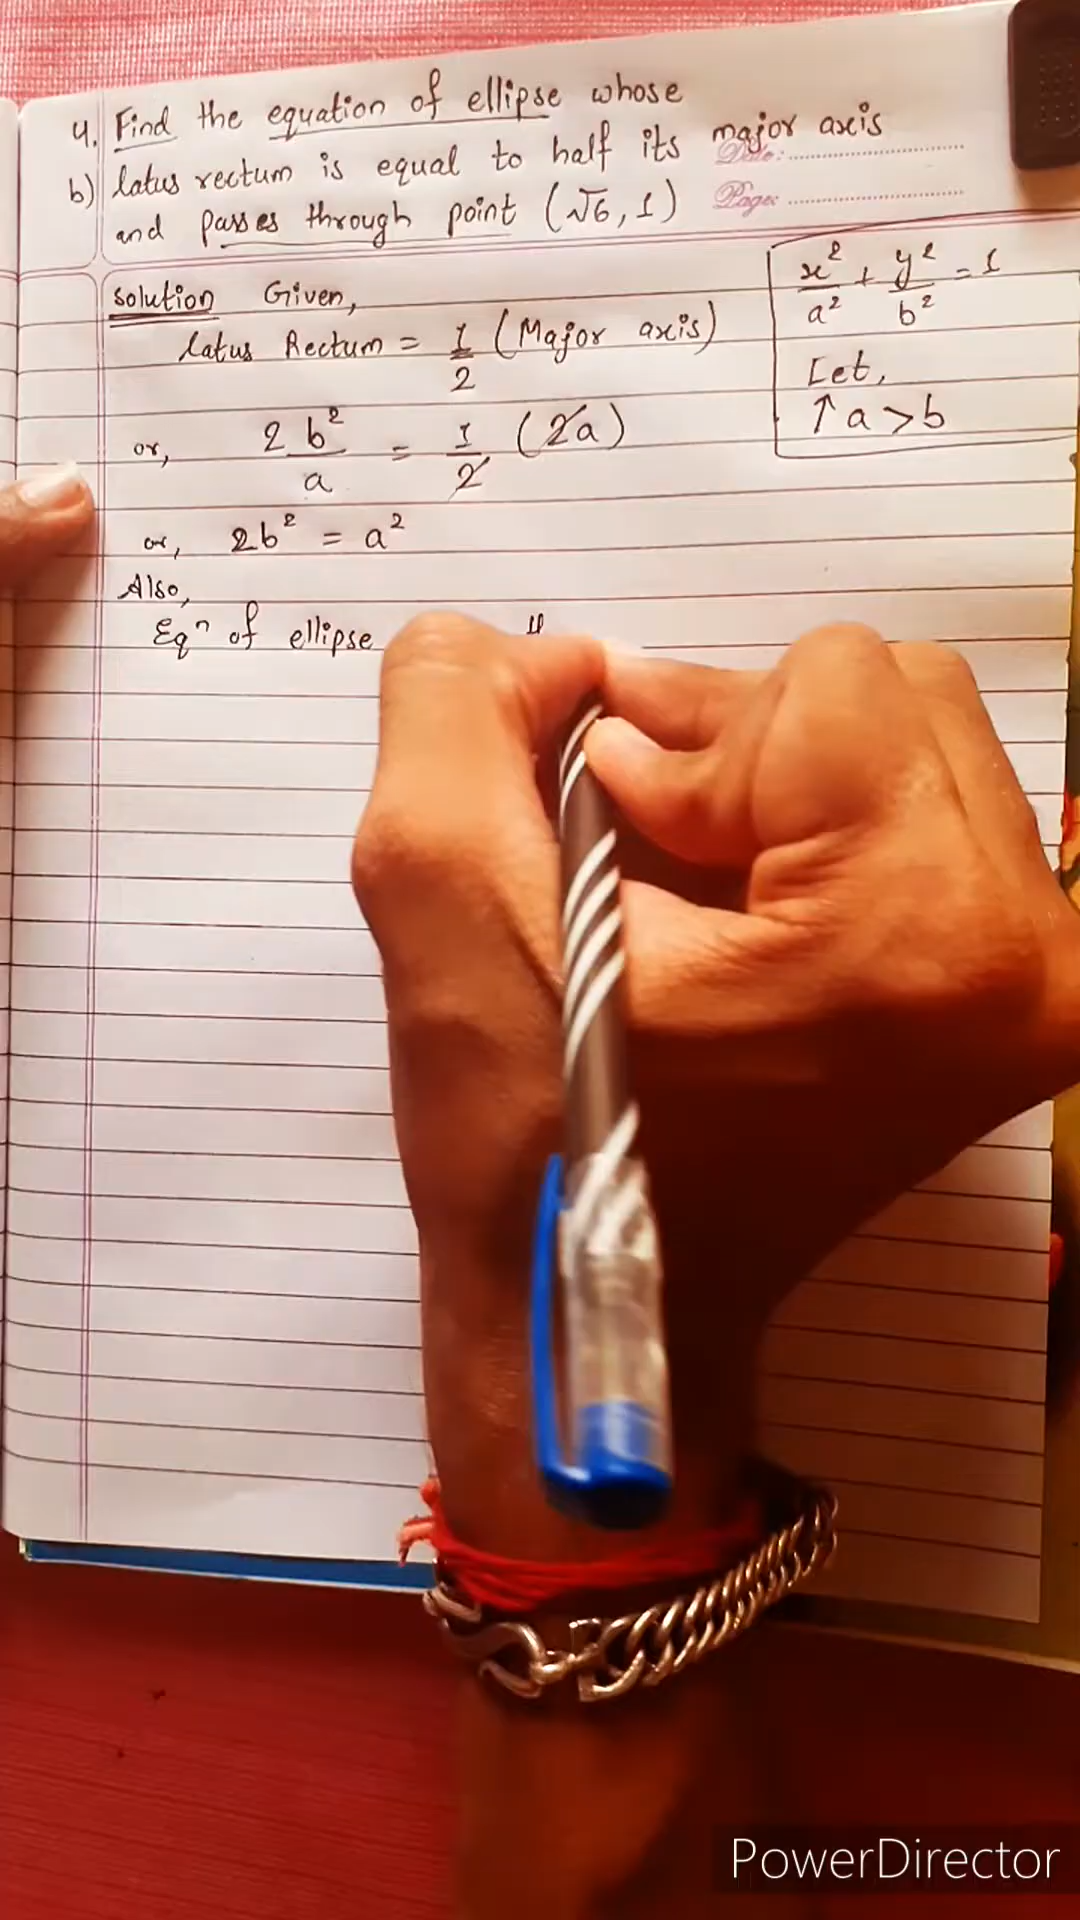 4. Find the equation of ellipse whose
b) latus rectum is equal to half its major axis
and passes through point (√6, 1)
Date:
Page:
x²/a² + y²/b² = 1
Let,
↑ a > b
Solution Given,
Latus Rectum = 1/2 (Major axis)
or, 2b²/a = 1/2 (2a)
or, 2b² = a²
Also,
Eqⁿ of ellipse
PowerDirector